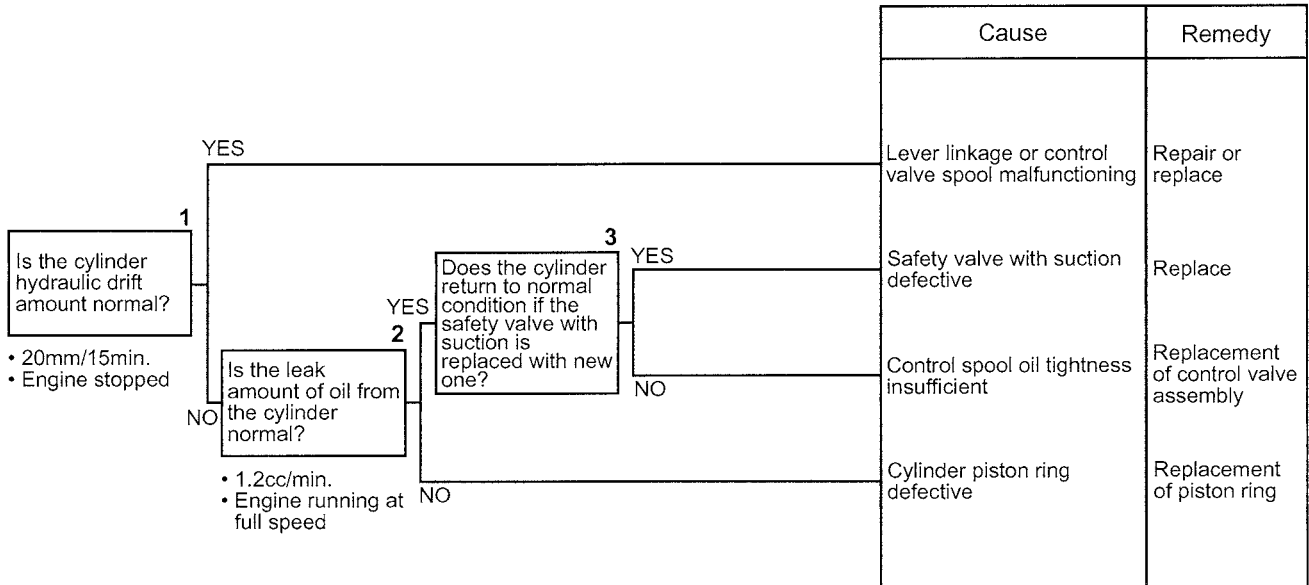 Cause
Remedy
YES
Lever linkage or control
valve spool malfunctioning
Repair or
replace
1
Is the cylinder
hydraulic drift
amount normal?
• 20mm/15min.
• Engine stopped
NO
2
Is the leak
amount of oil from
the cylinder
normal?
• 1.2cc/min.
• Engine running at
full speed
YES
3
Does the cylinder
return to normal
condition if the
safety valve with
suction is
replaced with new
one?
YES
Safety valve with suction
defective
Replace
NO
Control spool oil tightness
insufficient
Replacement
of control valve
assembly
NO
Cylinder piston ring
defective
Replacement
of piston ring